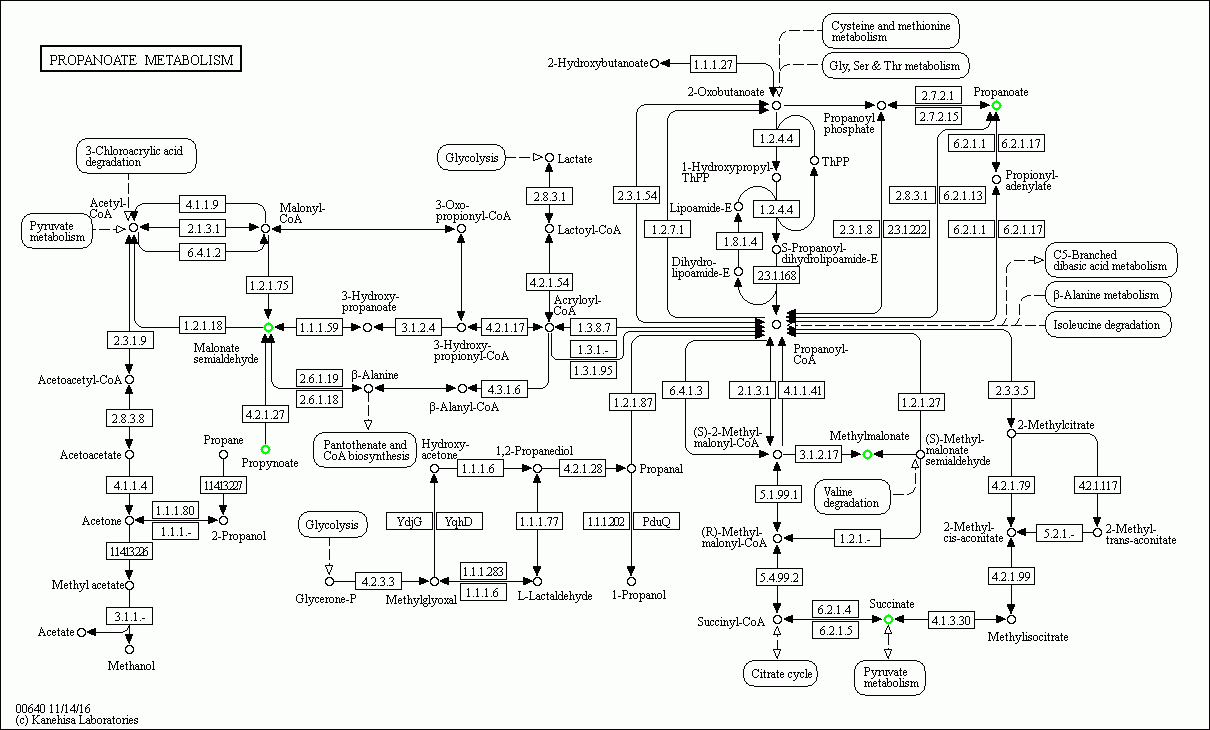 PROPANOATE METABOLISM
Cysteine and methionine
metabolism
Gly, Ser & Thr metabolism
2-Hydroxybutanoate
1.1.1.27
2-Oxobutanoate
Propanoyl
phosphate
2.7.2.1
2.7.2.15
Propanoate
3-Chloroacrylic acid
degradation
Glycolysis
Lactate
1.2.4.4
ThPP
6.2.1.1
6.2.1.17
1-Hydroxypropyl-
ThPP
Propionyl-
adenylate
Acetyl-
CoA
4.1.1.9
Malonyl-
CoA
3-Oxo-
propionyl-CoA
2.8.3.1
2.3.1.54
2.8.3.1
6.2.1.13
Lipoamide-E
1.2.4.4
Pyruvate
metabolism
2.1.3.1
Lactoyl-CoA
1.2.7.1
2.3.1.8
2.3.1.222
6.2.1.1
6.2.1.17
6.4.1.2
1.8.1.4
S-Propanoyl-
dihydrolipoamide-E
C5-Branched
dibasic acid metabolism
Dihydro-
lipoamide-E
2.3.1.168
1.2.1.75
4.2.1.54
β-Alanine metabolism
3-Hydroxy-
propanoate
Acryloyl-
CoA
Isoleucine degradation
1.2.1.18
1.1.1.59
3.1.2.4
4.2.1.17
1.3.8.7
2.3.1.9
Malonate
semialdehyde
3-Hydroxy-
propionyl-CoA
1.3.1.-
1.3.1.95
Propanoyl-
CoA
Acetoacetyl-CoA
2.6.1.19
2.6.1.18
β-Alanine
4.3.1.6
β-Alanyl-CoA
1.2.1.87
6.4.1.3
2.1.3.1
4.1.1.41
1.2.1.27
2.3.3.5
2.8.3.8
4.2.1.27
2-Methylcitrate
Acetoacetate
Propane
Propynoate
Pantothenate and
CoA biosynthesis
Hydroxy-
acetone
1,2-Propanediol
(S)-2-Methyl-
malonyl-CoA
Methylmalonate
3.1.2.17
(S)-Methyl-
malonate
semialdehyde
1.1.1.6
4.2.1.28
Propanal
4.1.1.4
1.14.13.227
5.1.99.1
Valine
degradation
4.2.1.79
4.2.1.117
1.1.1.80
1.1.1.-
Acetone
2-Propanol
Glycolysis
YdjG
YqhD
1.1.1.77
1.1.1.202
PduQ
(R)-Methyl-
malonyl-CoA
1.2.1.-
2-Methyl-
cis-aconitate
5.2.1.-
2-Methyl-
trans-aconitate
1.14.13.226
Methyl acetate
Glycerone-P
4.2.3.3
Methylglyoxal
1.1.1.283
1.1.1.6
L-Lactaldehyde
1-Propanol
5.4.99.2
4.2.1.99
3.1.1.-
Acetate
Methanol
Succinyl-CoA
6.2.1.4
6.2.1.5
Succinate
4.1.3.30
Methylisocitrate
Citrate cycle
Pyruvate
metabolism
00640 11/14/16
(c) Kanehisa Laboratories